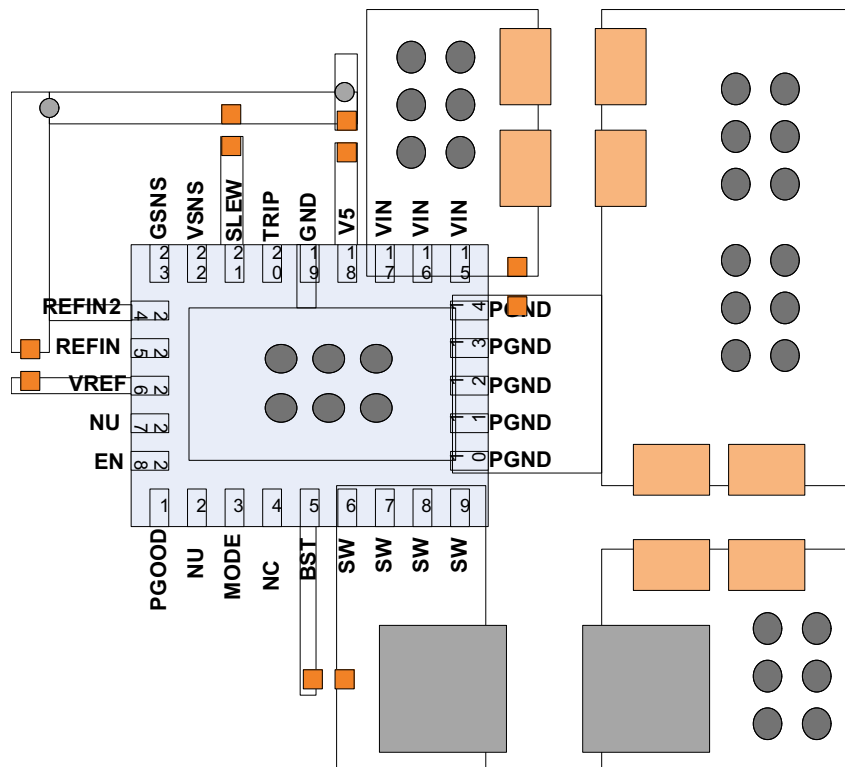 GSNS
VSNS
SLEW
TRIP
GND
V5
VIN
VIN
VIN
23
22
21
20
19
18
17
16
15
REFIN2
24
14
PGND
REFIN
25
13
PGND
VREF
26
12
PGND
NU
27
11
PGND
EN
28
10
PGND
1
2
3
4
5
6
7
8
9
PGOOD
NU
MODE
NC
BST
SW
SW
SW
SW